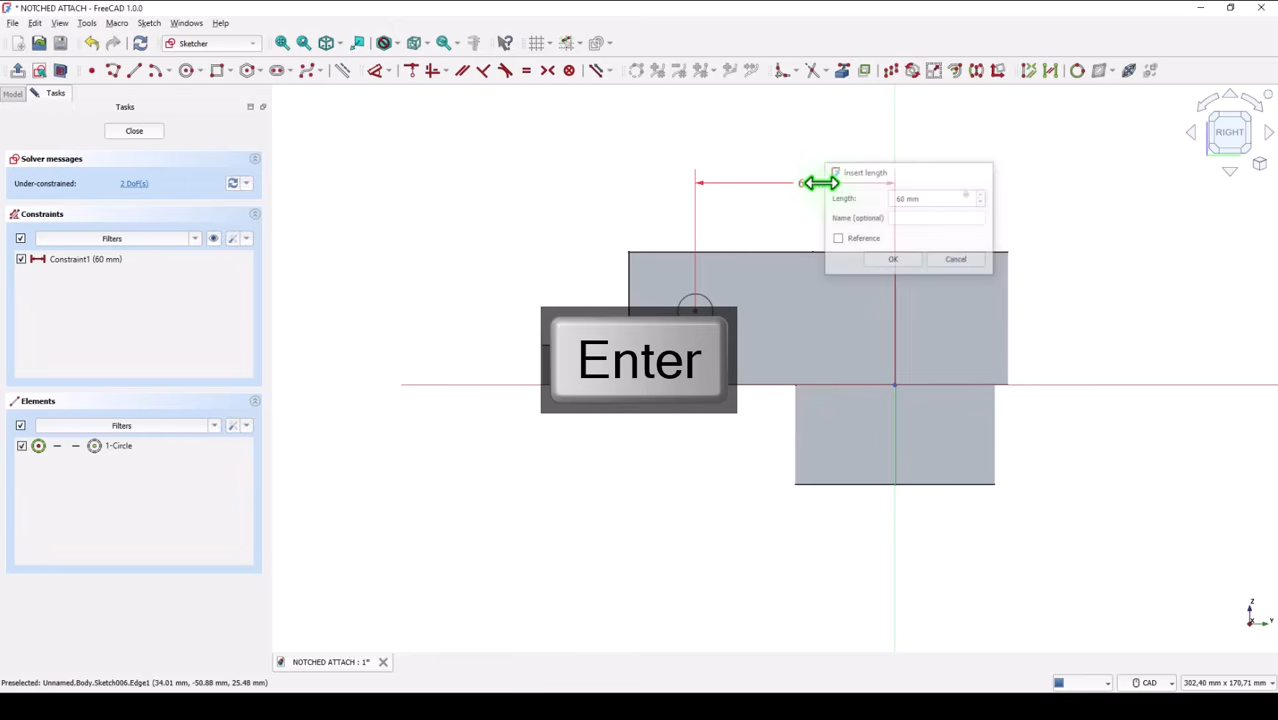 * NOTCHED ATTACH - FreeCAD 1.0.0
File Edit View Tools Macro Sketch Windows Help
Sketcher
Model Tasks
Tasks
Close
Solver messages
Under-constrained: 2 DoF(s)
Constraints
Filters
Constraint1 (60 mm)
Elements
Filters
1-Circle
6
Insert length
Length: 60 mm
Name (optional)
Reference
OK Cancel
Enter
RIGHT
Z
X Y
NOTCHED ATTACH : 1*
Preselected: Unnamed.Body.Sketch006.Edge1 (34.01 mm, -50.88 mm, 25.48 mm)
CAD
302,40 mm x 170,71 mm